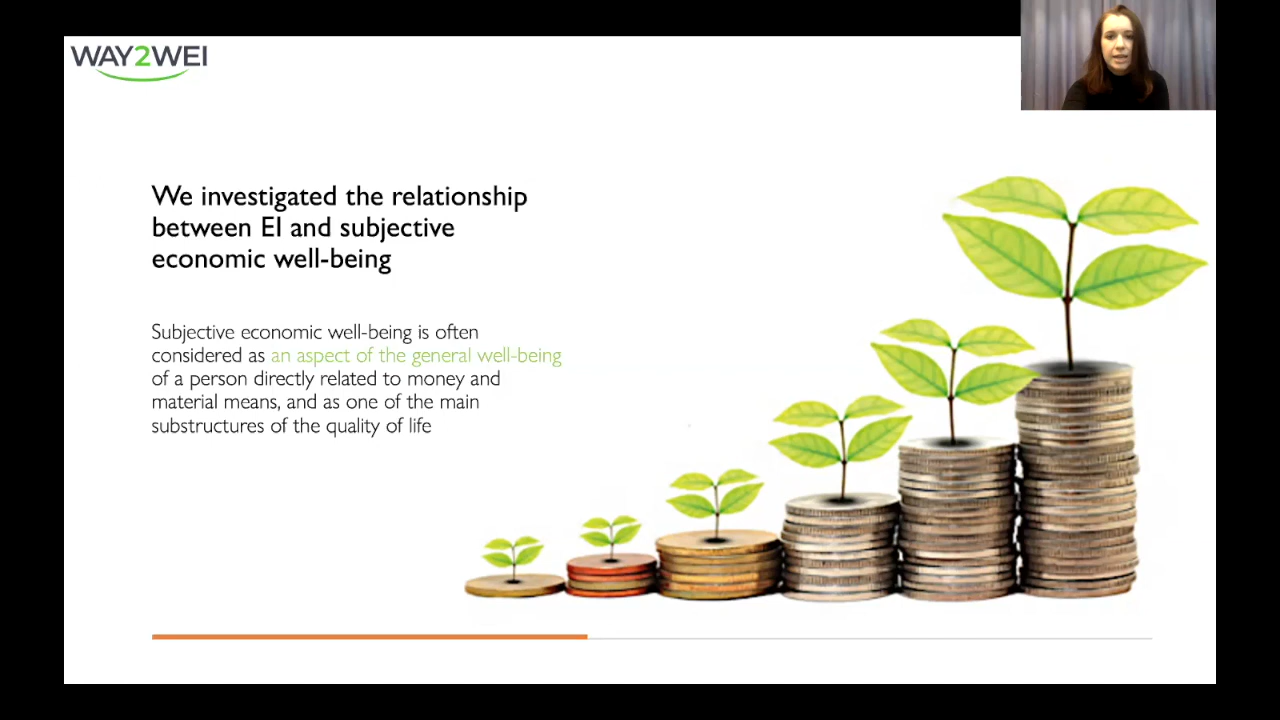 WAY2WEI
We investigated the relationship
between EI and subjective
economic well-being
Subjective economic well-being is often
considered as an aspect of the general well-being
of a person directly related to money and
material means, and as one of the main
substructures of the quality of life